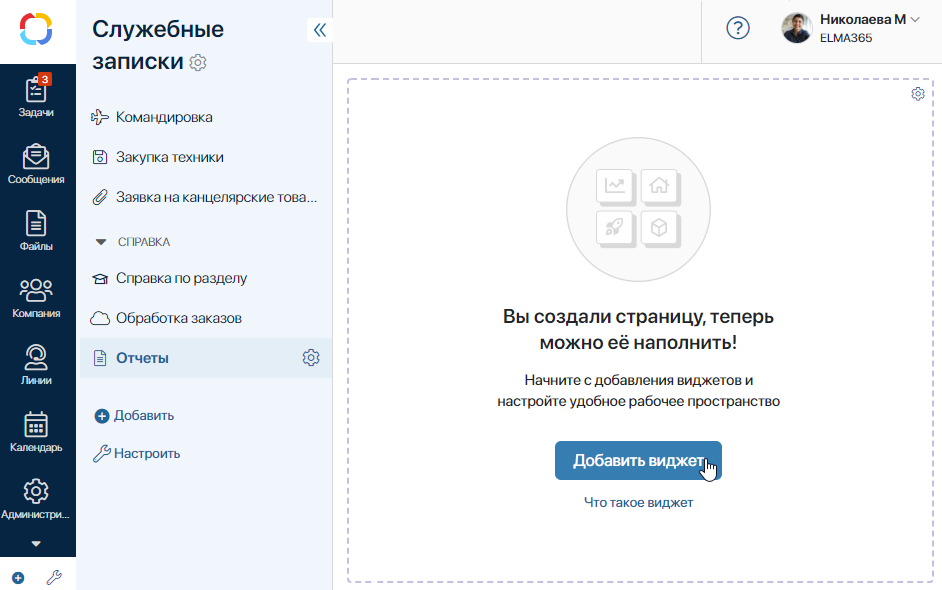 3
Задачи
Сообщения
Файлы
Компания
Линии
Календарь
Администри...
Служебные
записки
Командировка
Закупка техники
Заявка на канцелярские това...
СПРАВКА
Справка по разделу
Обработка заказов
Отчеты
Добавить
Настроить
?
Николаева М
ELMA365
Вы создали страницу, теперь
можно её наполнить!
Начните с добавления виджетов и
настройте удобное рабочее пространство
Добавить виджет
Что такое виджет